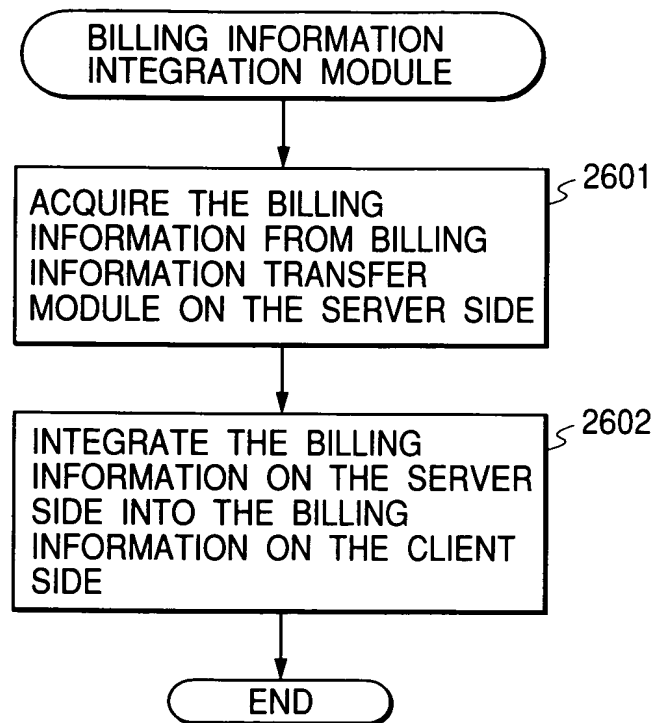 BILLING INFORMATION
INTEGRATION MODULE
2601
ACQUIRE THE BILLING
INFORMATION FROM BILLING
INFORMATION TRANSFER
MODULE ON THE SERVER SIDE
2602
INTEGRATE THE BILLING
INFORMATION ON THE SERVER
SIDE INTO THE BILLING
INFORMATION ON THE CLIENT
SIDE
END